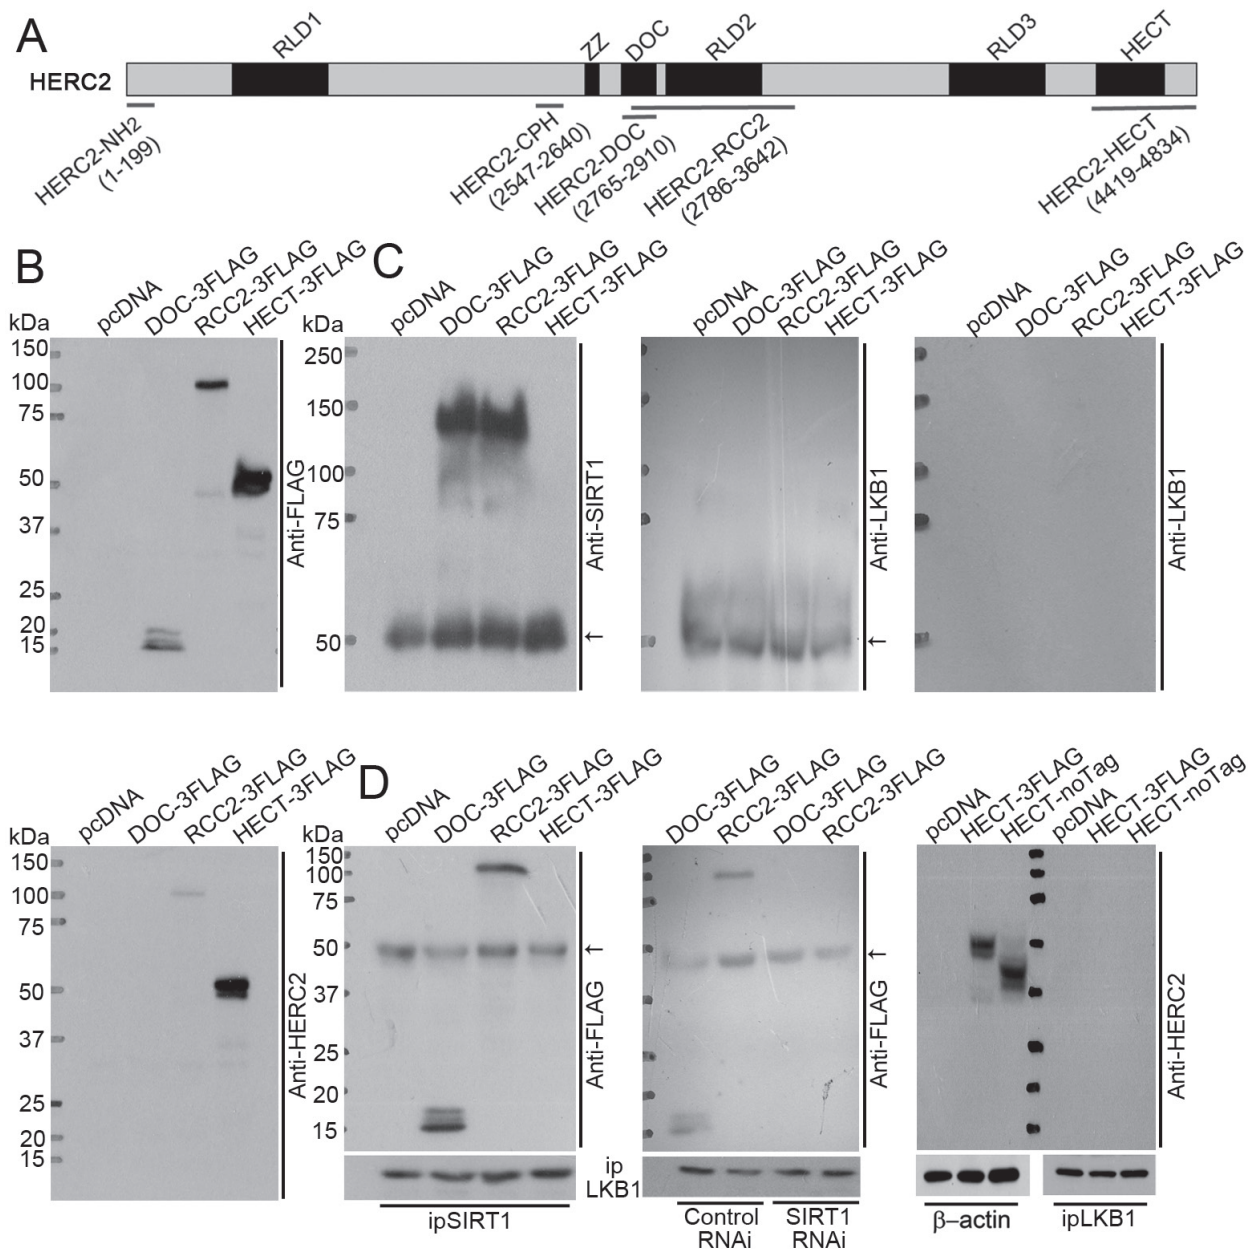 A
RLD1
ZZ
DOC
RLD2
RLD3
HECT
HERC2
HERC2-NH2
(1-199)
HERC2-CPH
(2547-2640)
HERC2-DOC
(2765-2910)
HERC2-RCC2
(2786-3642)
HERC2-HECT
(4419-4834)
B
pcDNA
DOC-3FLAG
RCC2-3FLAG
HECT-3FLAG
kDa
150
100
75
50
37
25
20
15
Anti-FLAG
C
pcDNA
DOC-3FLAG
RCC2-3FLAG
HECT-3FLAG
kDa
250
150
100
75
50
←
Anti-SIRT1
pcDNA
DOC-3FLAG
RCC2-3FLAG
HECT-3FLAG
←
Anti-LKB1
pcDNA
DOC-3FLAG
RCC2-3FLAG
HECT-3FLAG
Anti-LKB1
pcDNA
DOC-3FLAG
RCC2-3FLAG
HECT-3FLAG
kDa
150
100
75
50
37
25
20
15
Anti-HERC2
D
pcDNA
DOC-3FLAG
RCC2-3FLAG
HECT-3FLAG
kDa
150
100
75
50
37
25
20
15
←
Anti-FLAG
ipSIRT1
ip
LKB1
DOC-3FLAG
RCC2-3FLAG
DOC-3FLAG
RCC2-3FLAG
←
Anti-FLAG
Control
RNAi
SIRT1
RNAi
pcDNA
HECT-3FLAG
HECT-noTag
pcDNA
HECT-3FLAG
HECT-noTag
Anti-HERC2
β–actin
ipLKB1